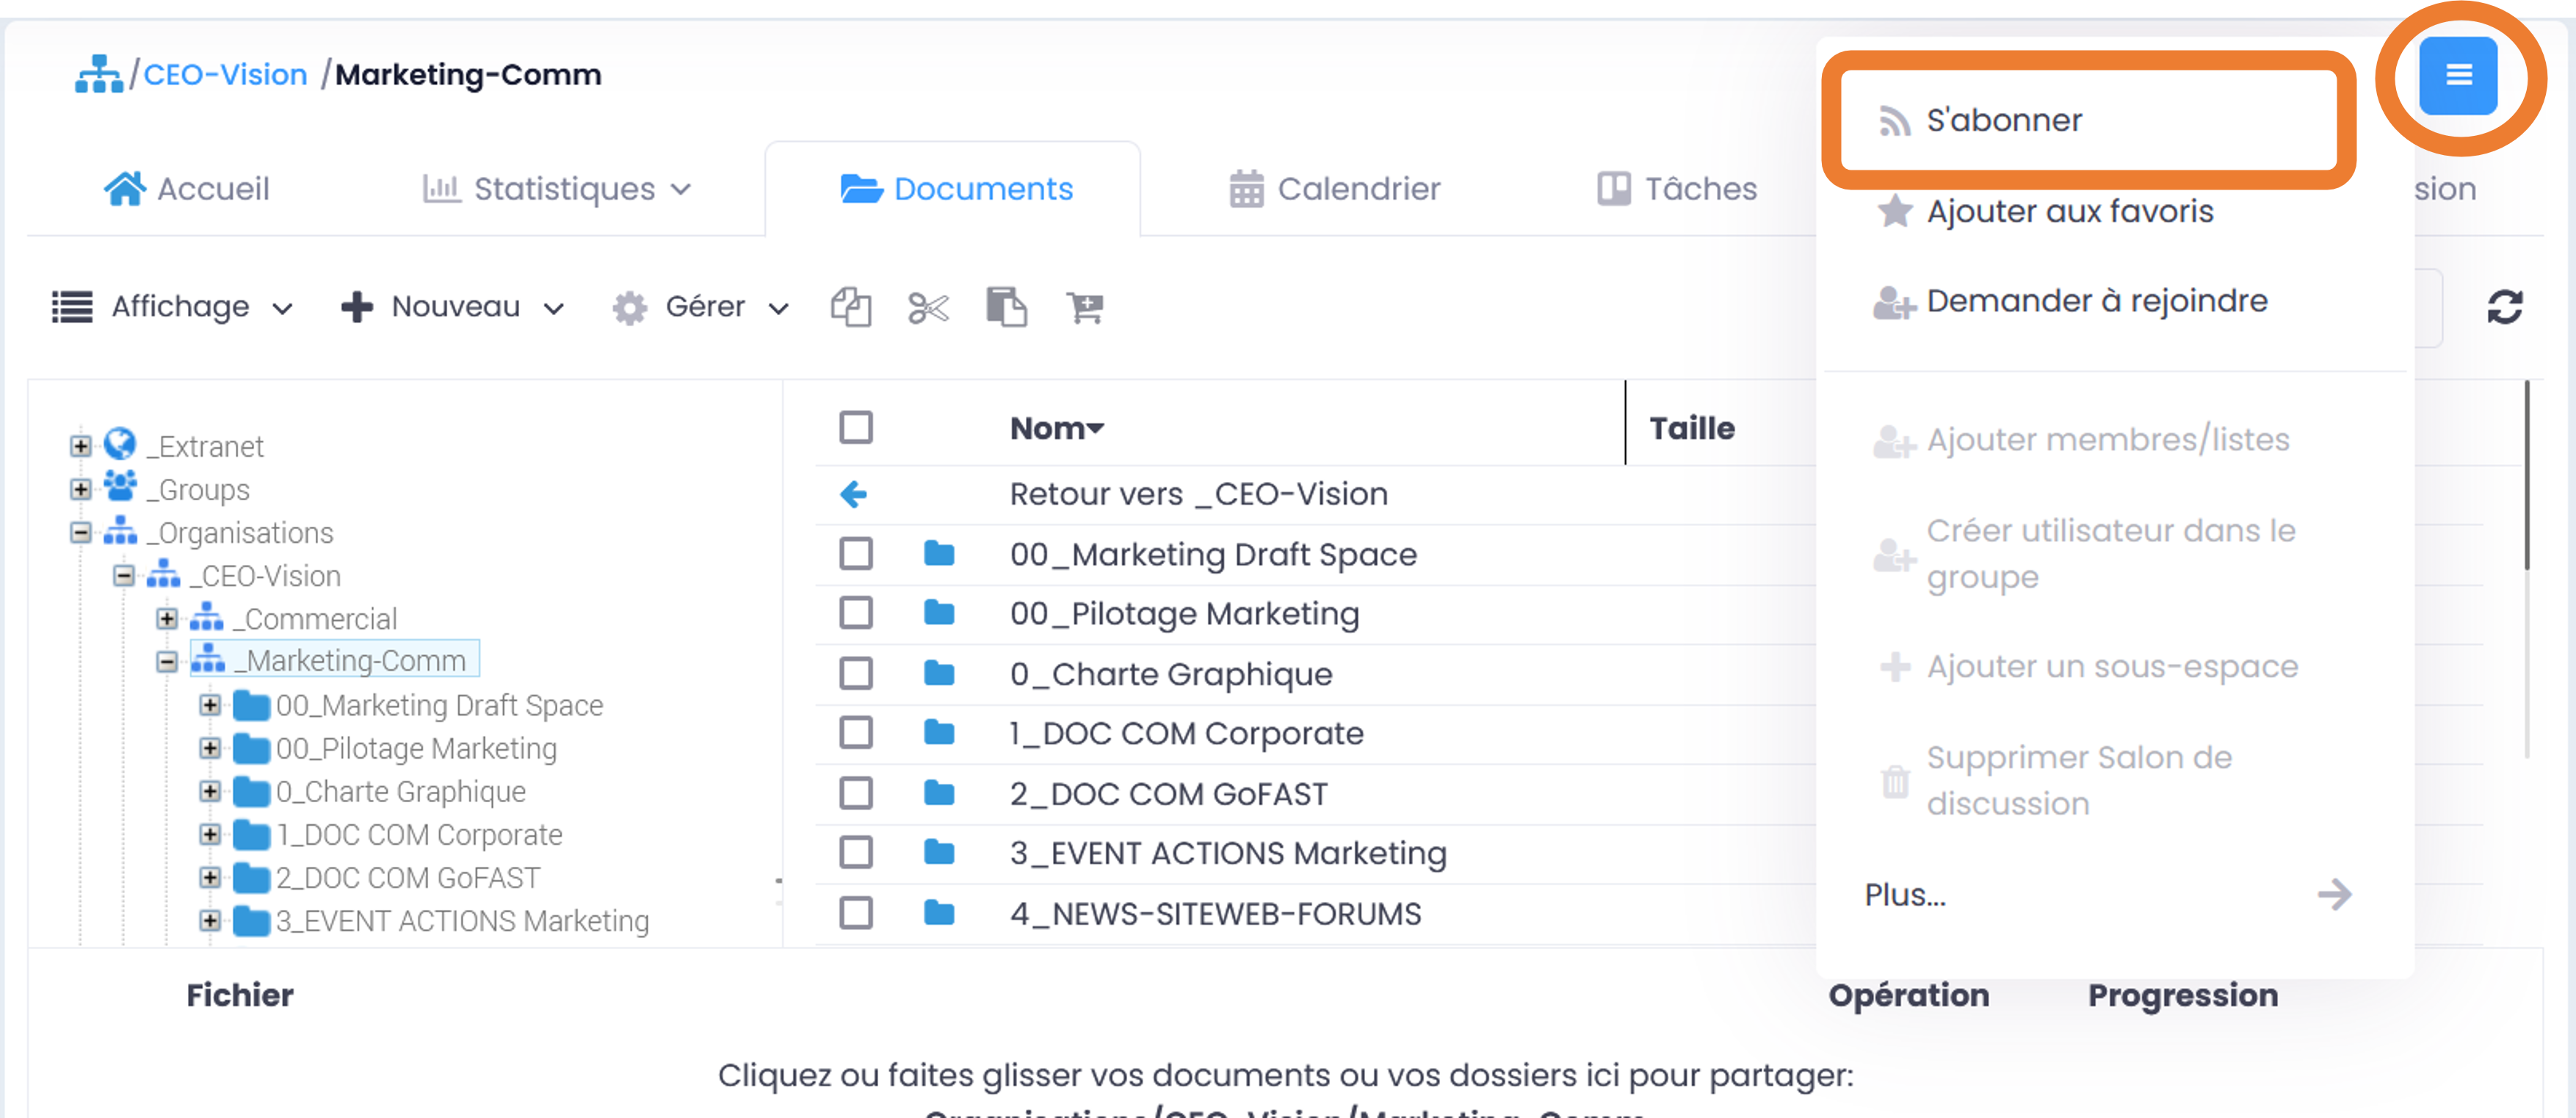 /CEO-Vision /Marketing-Comm
S'abonner
Ajouter aux favoris
Demander à rejoindre
Ajouter membres/listes
Créer utilisateur dans le
groupe
Ajouter un sous-espace
Supprimer Salon de
discussion
Plus...
Accueil
Statistiques
Documents
Calendrier
Tâches
sion
Affichage
Nouveau
Gérer
_Extranet
_Groups
_Organisations
_CEO-Vision
_Commercial
_Marketing-Comm
00_Marketing Draft Space
00_Pilotage Marketing
0_Charte Graphique
1_DOC COM Corporate
2_DOC COM GoFAST
3_EVENT ACTIONS Marketing
Nom
Taille
Retour vers _CEO-Vision
00_Marketing Draft Space
00_Pilotage Marketing
0_Charte Graphique
1_DOC COM Corporate
2_DOC COM GoFAST
3_EVENT ACTIONS Marketing
4_NEWS-SITEWEB-FORUMS
Fichier
Opération
Progression
Cliquez ou faites glisser vos documents ou vos dossiers ici pour partager:
Organisations/CEO-Vision/Marketing-Comm